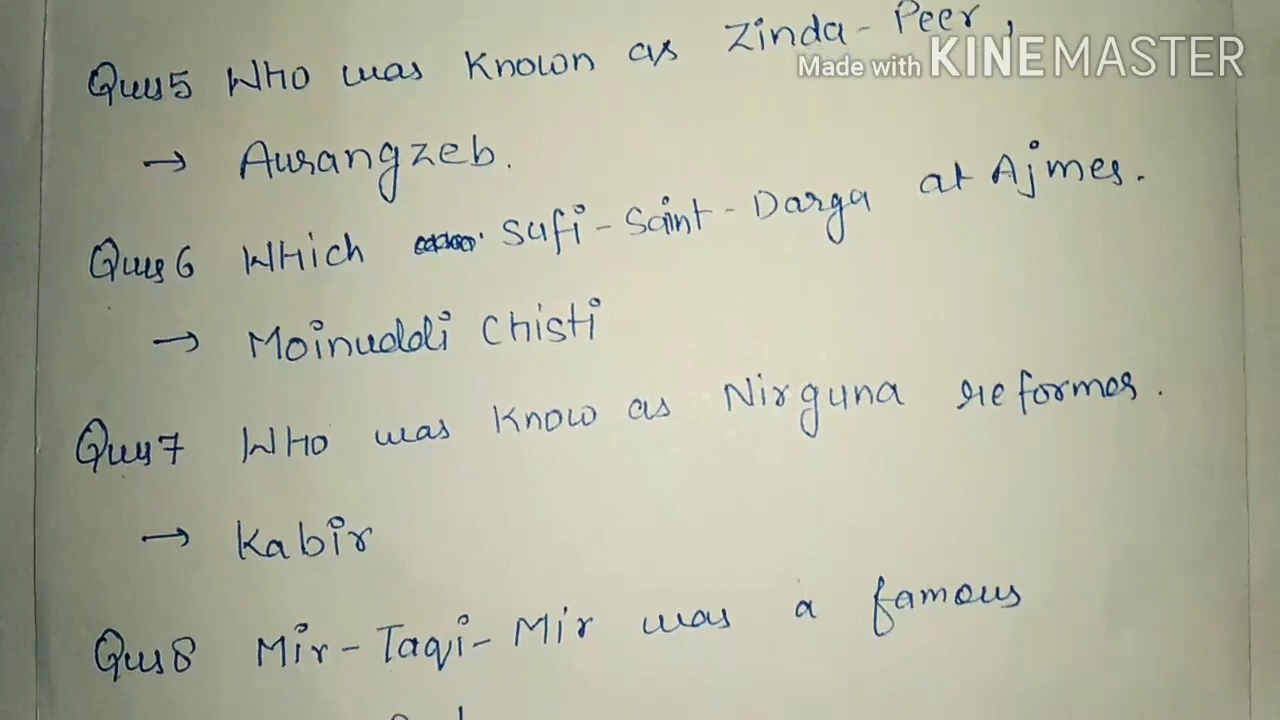 Ques5 Who was Known as Zinda-Peer,
Made with KINEMASTER
→ Aurangzeb.
Ques6 Which Sufi-Saint-Darga at Ajmer.
→ Moinuddi Chisti
Ques7 Who was Know as Nirguna reformer.
→ Kabir
Ques8 Mir-Taqi-Mir was a famous